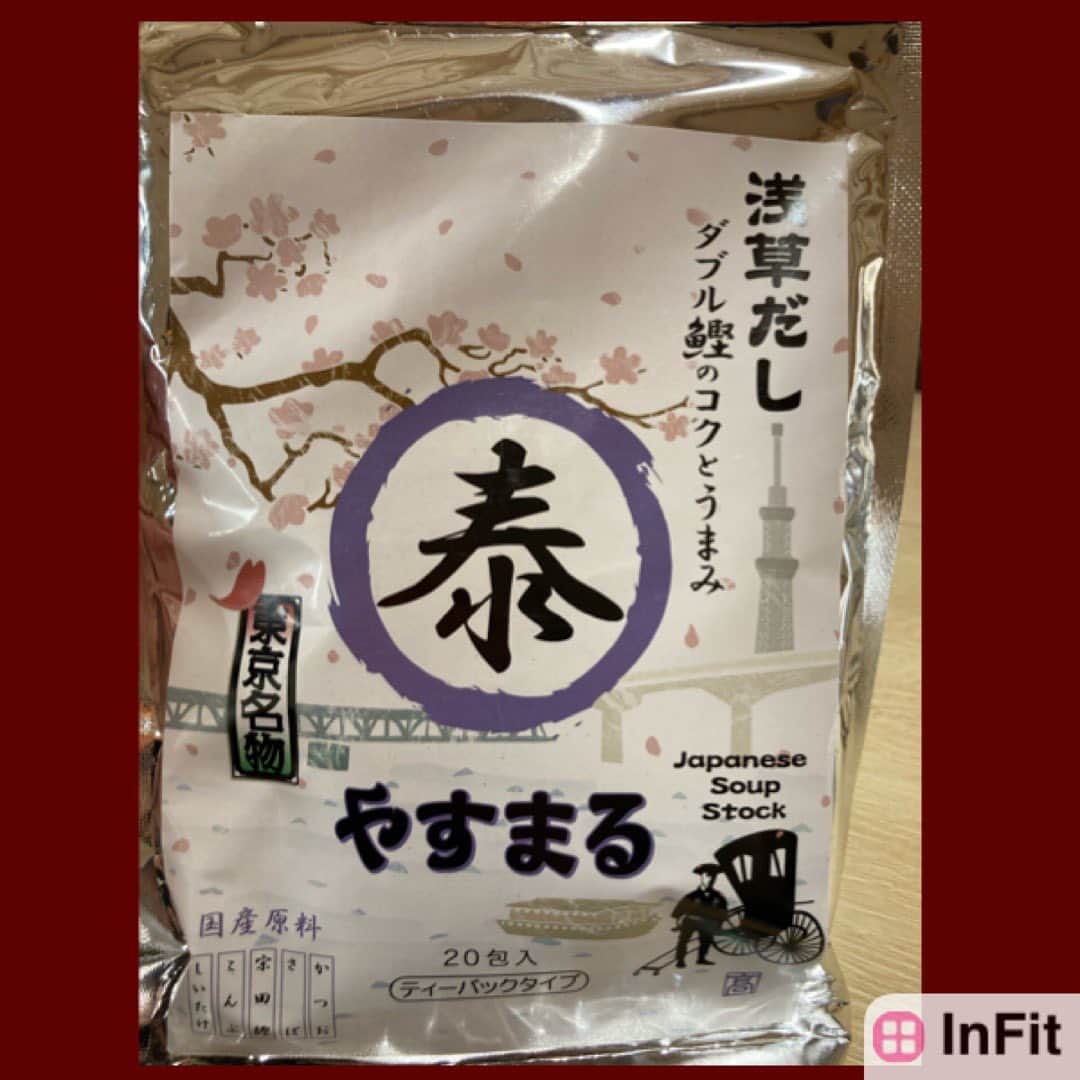 浅草だし
ダブル鰹のコクとうまみ
泰
東京名物
やすまる
Japanese
Soup
Stock
国産原料
かつお
さば
宗田鰹
こんぶ
しいたけ
20包入
ティーパックタイプ
高
InFit